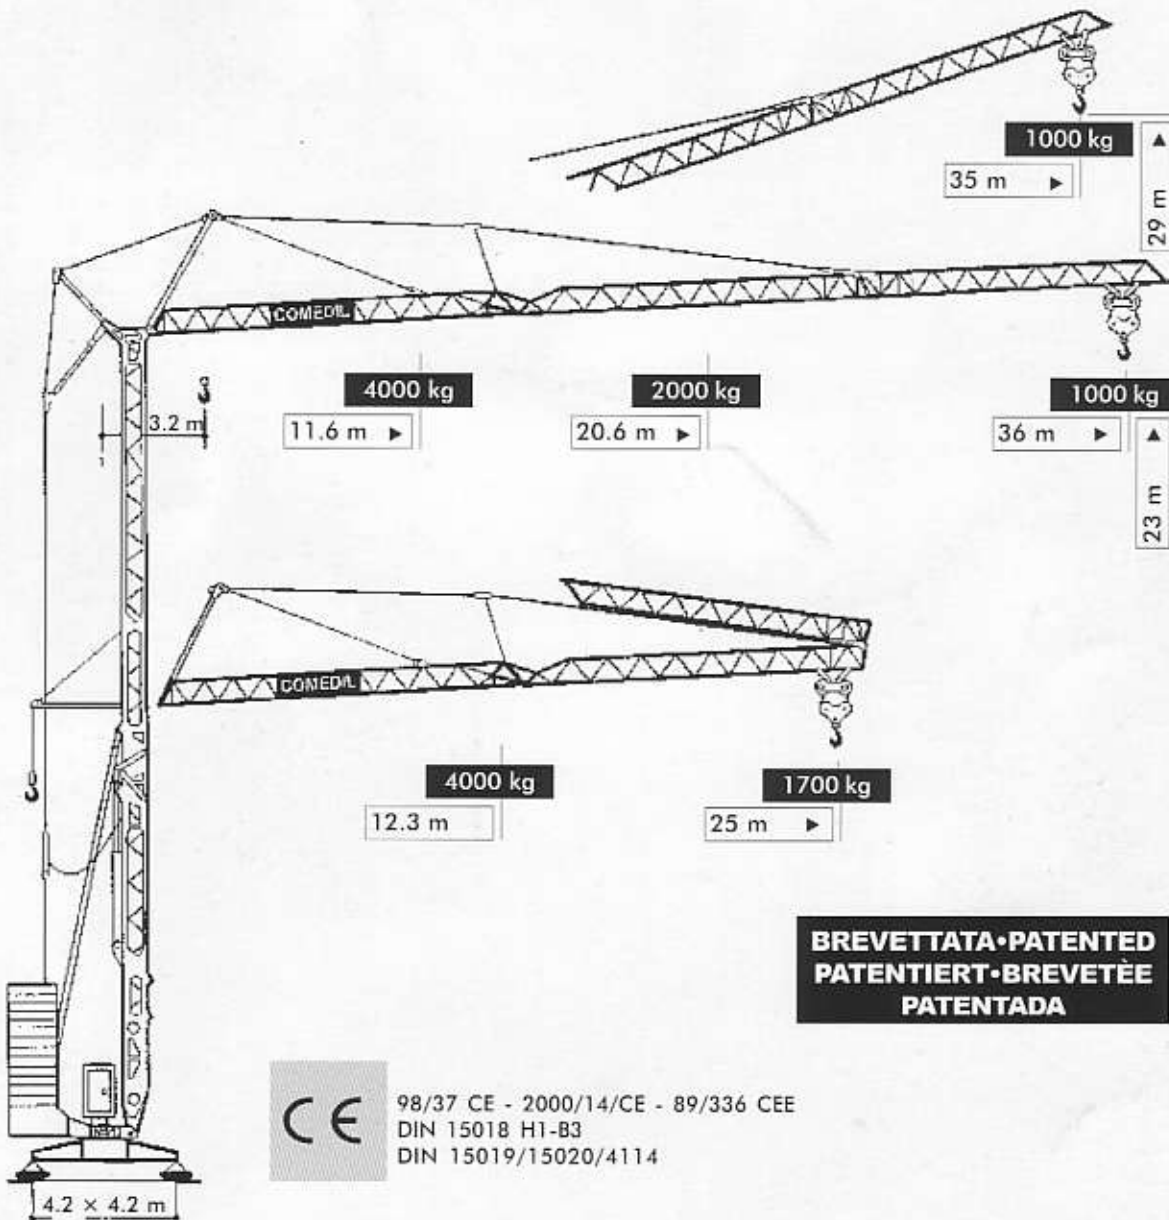 1000 kg
35 m ►
29 m
▲
COMEDIL
4000 kg
2000 kg
1000 kg
3.2 m
11.6 m ►
20.6 m ►
36 m ►
23 m
▲
COMEDIL
4000 kg
1700 kg
12.3 m
25 m ►
BREVETTATA•PATENTED
PATENTIERT•BREVETÈE
PATENTADA
CE
98/37 CE - 2000/14/CE - 89/336 CEE
DIN 15018 H1-B3
DIN 15019/15020/4114
4.2 × 4.2 m